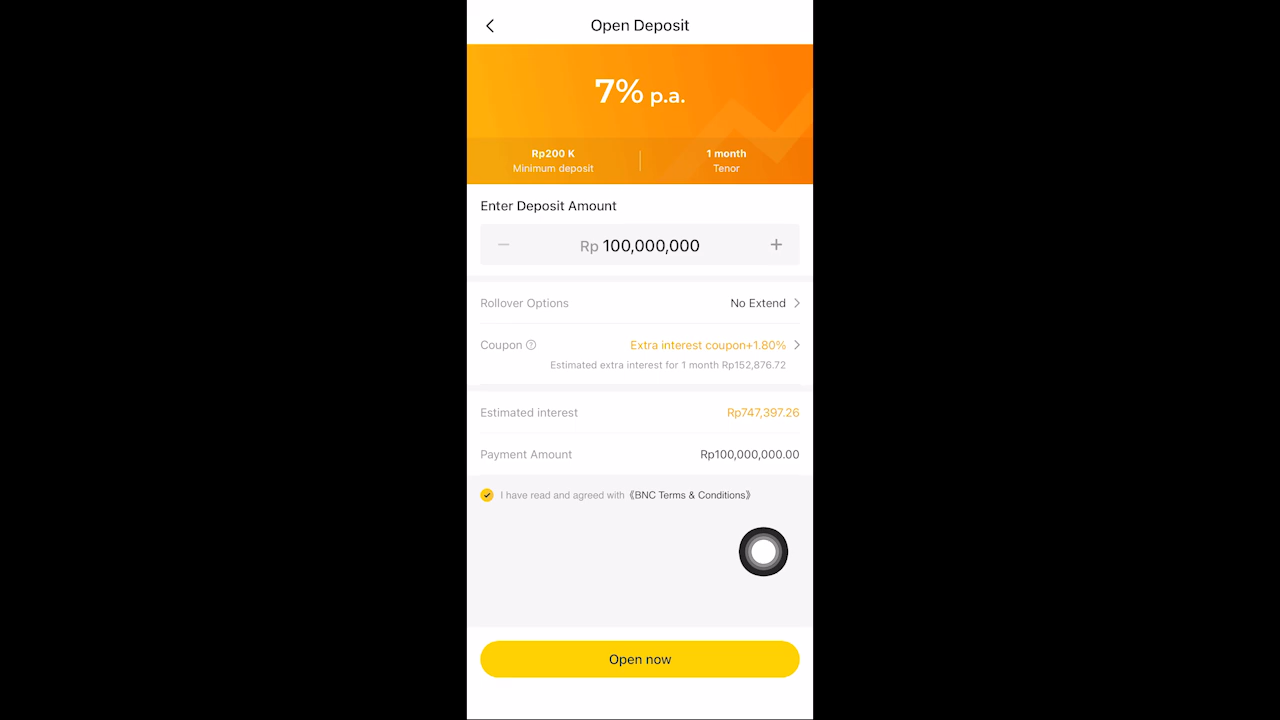 Open Deposit
7% p.a.
Rp200 K
Minimum deposit
1 month
Tenor
Enter Deposit Amount
Rp 100,000,000
Rollover Options
No Extend
Coupon
Extra interest coupon+1.80%
Estimated extra interest for 1 month Rp152,876.72
Estimated interest
Rp747,397.26
Payment Amount
Rp100,000,000.00
I have read and agreed with 《BNC Terms & Conditions》
Open now